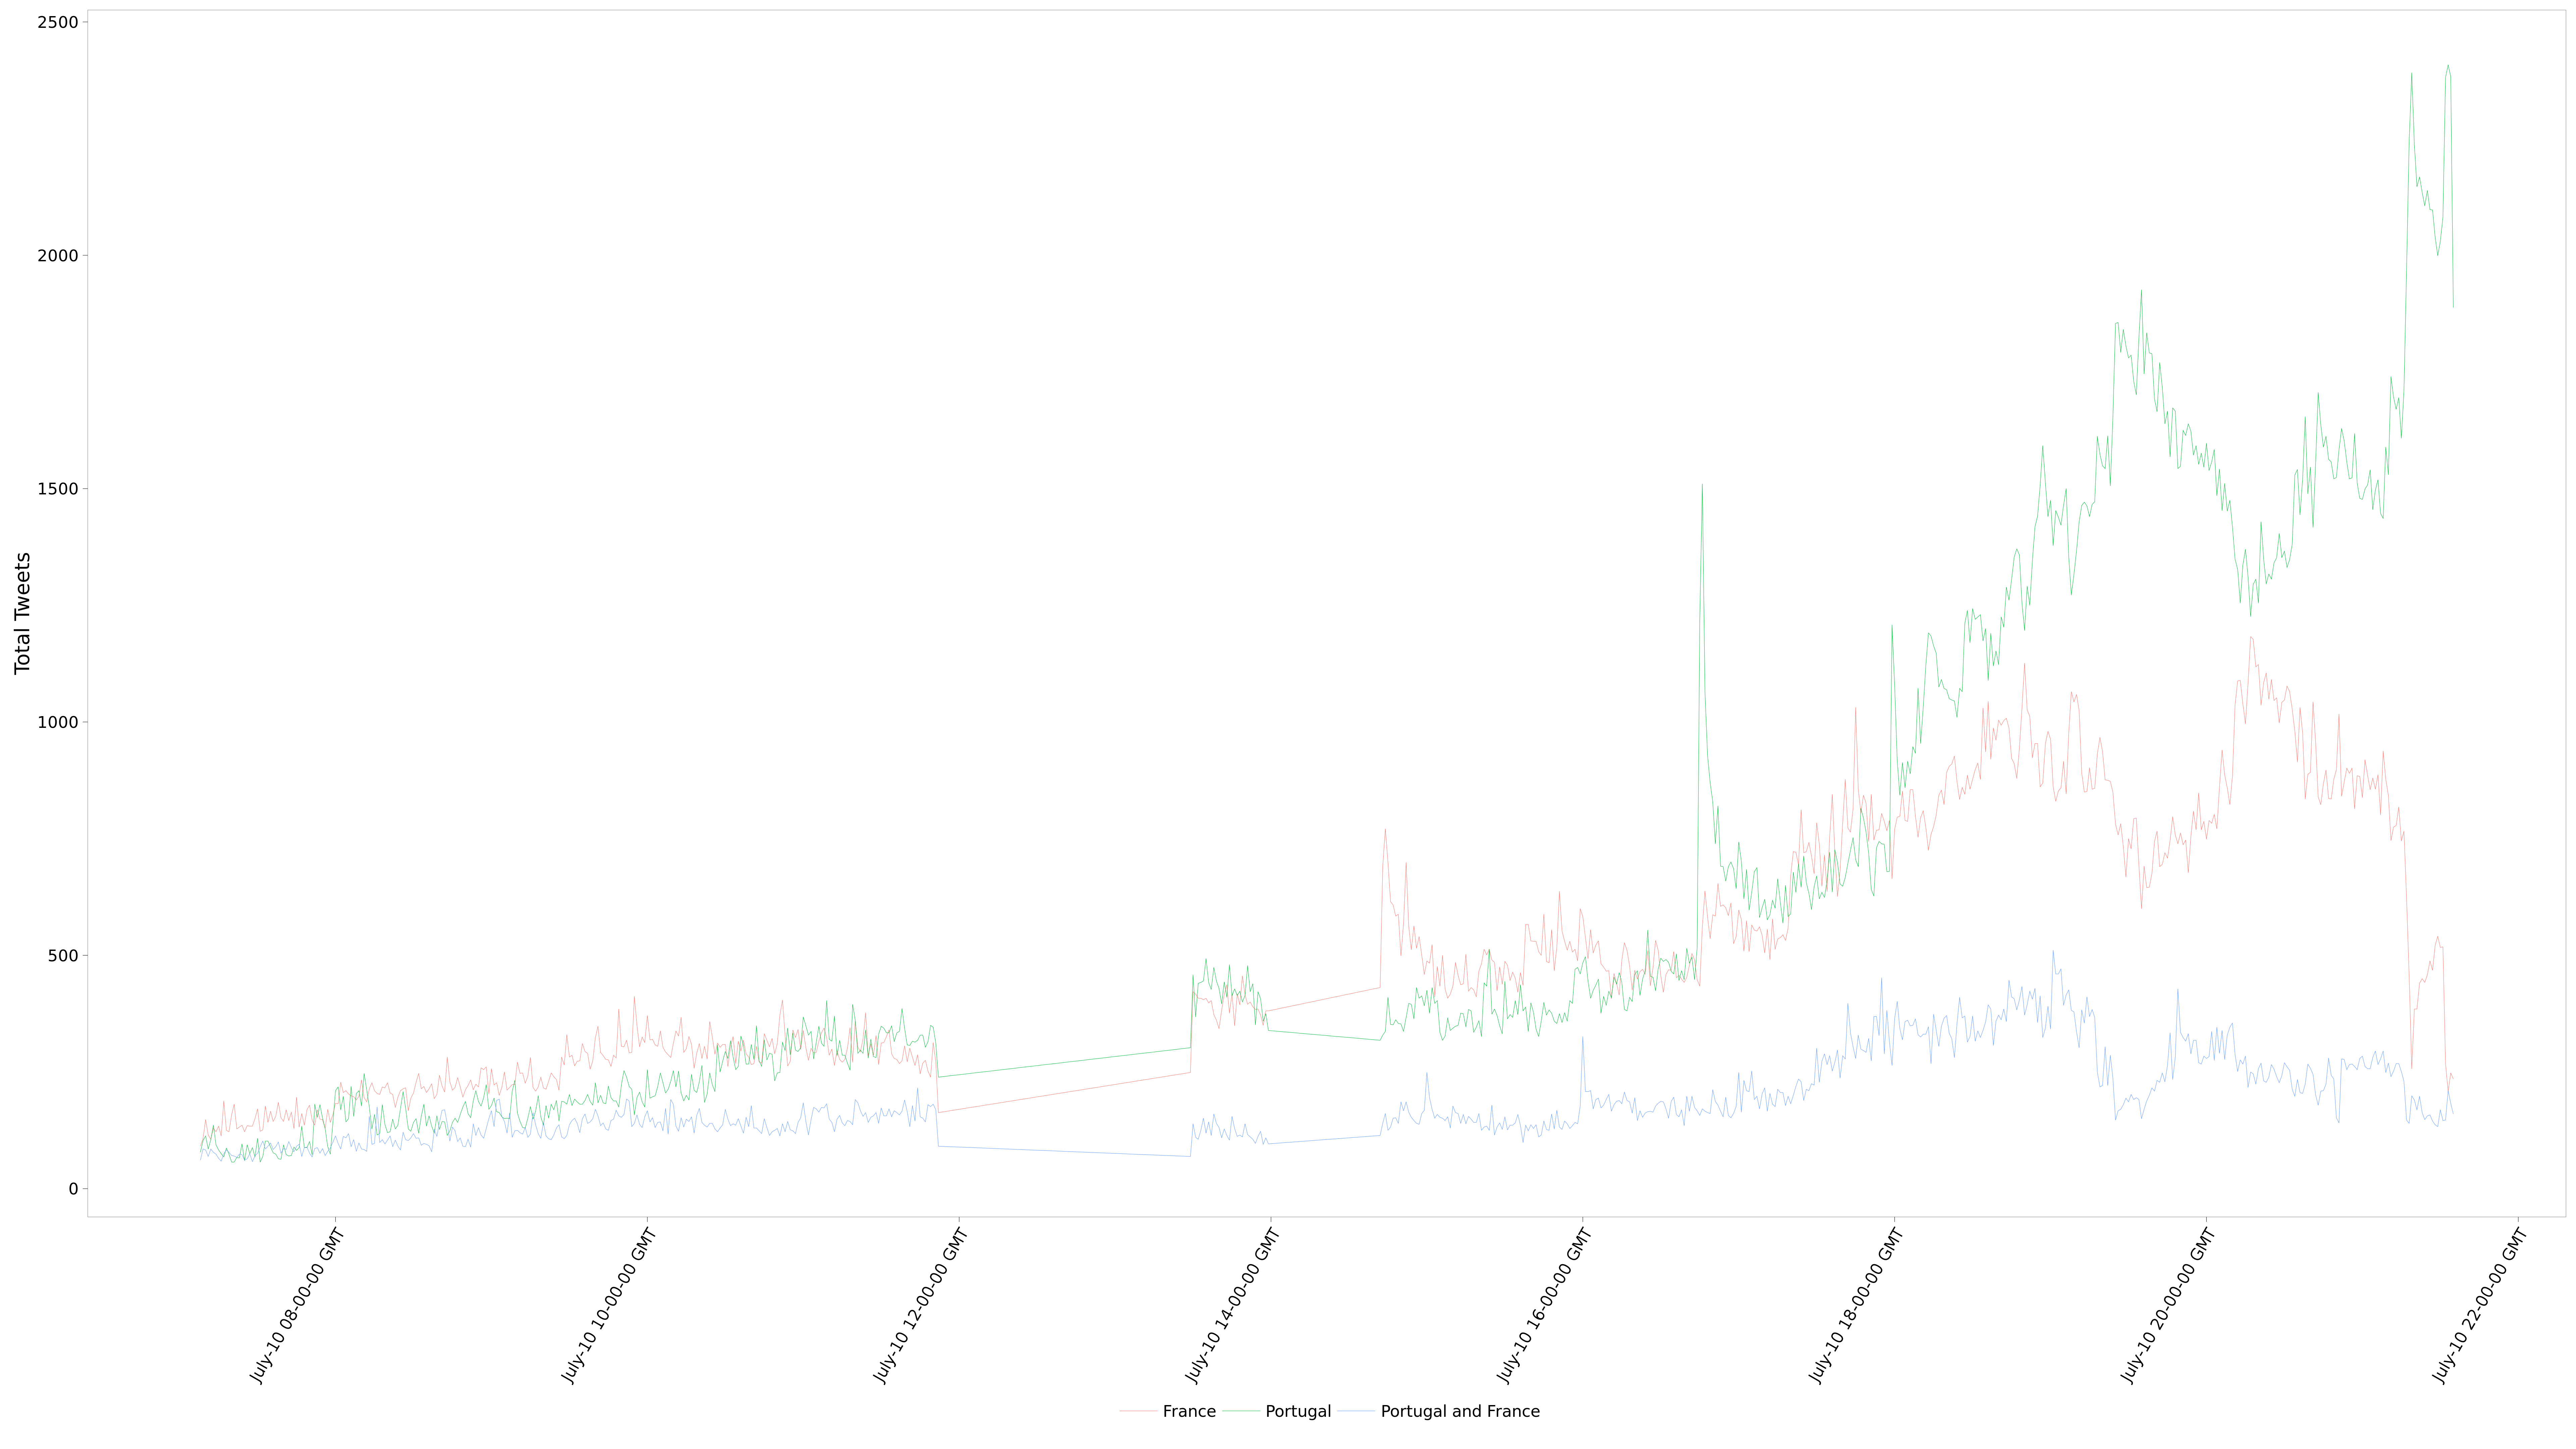 2500
2000
1500
1000
500
0
Total Tweets
July-10 08-00-00 GMT
July-10 10-00-00 GMT
July-10 12-00-00 GMT
July-10 14-00-00 GMT
July-10 16-00-00 GMT
July-10 18-00-00 GMT
July-10 20-00-00 GMT
July-10 22-00-00 GMT
France Portugal Portugal and France